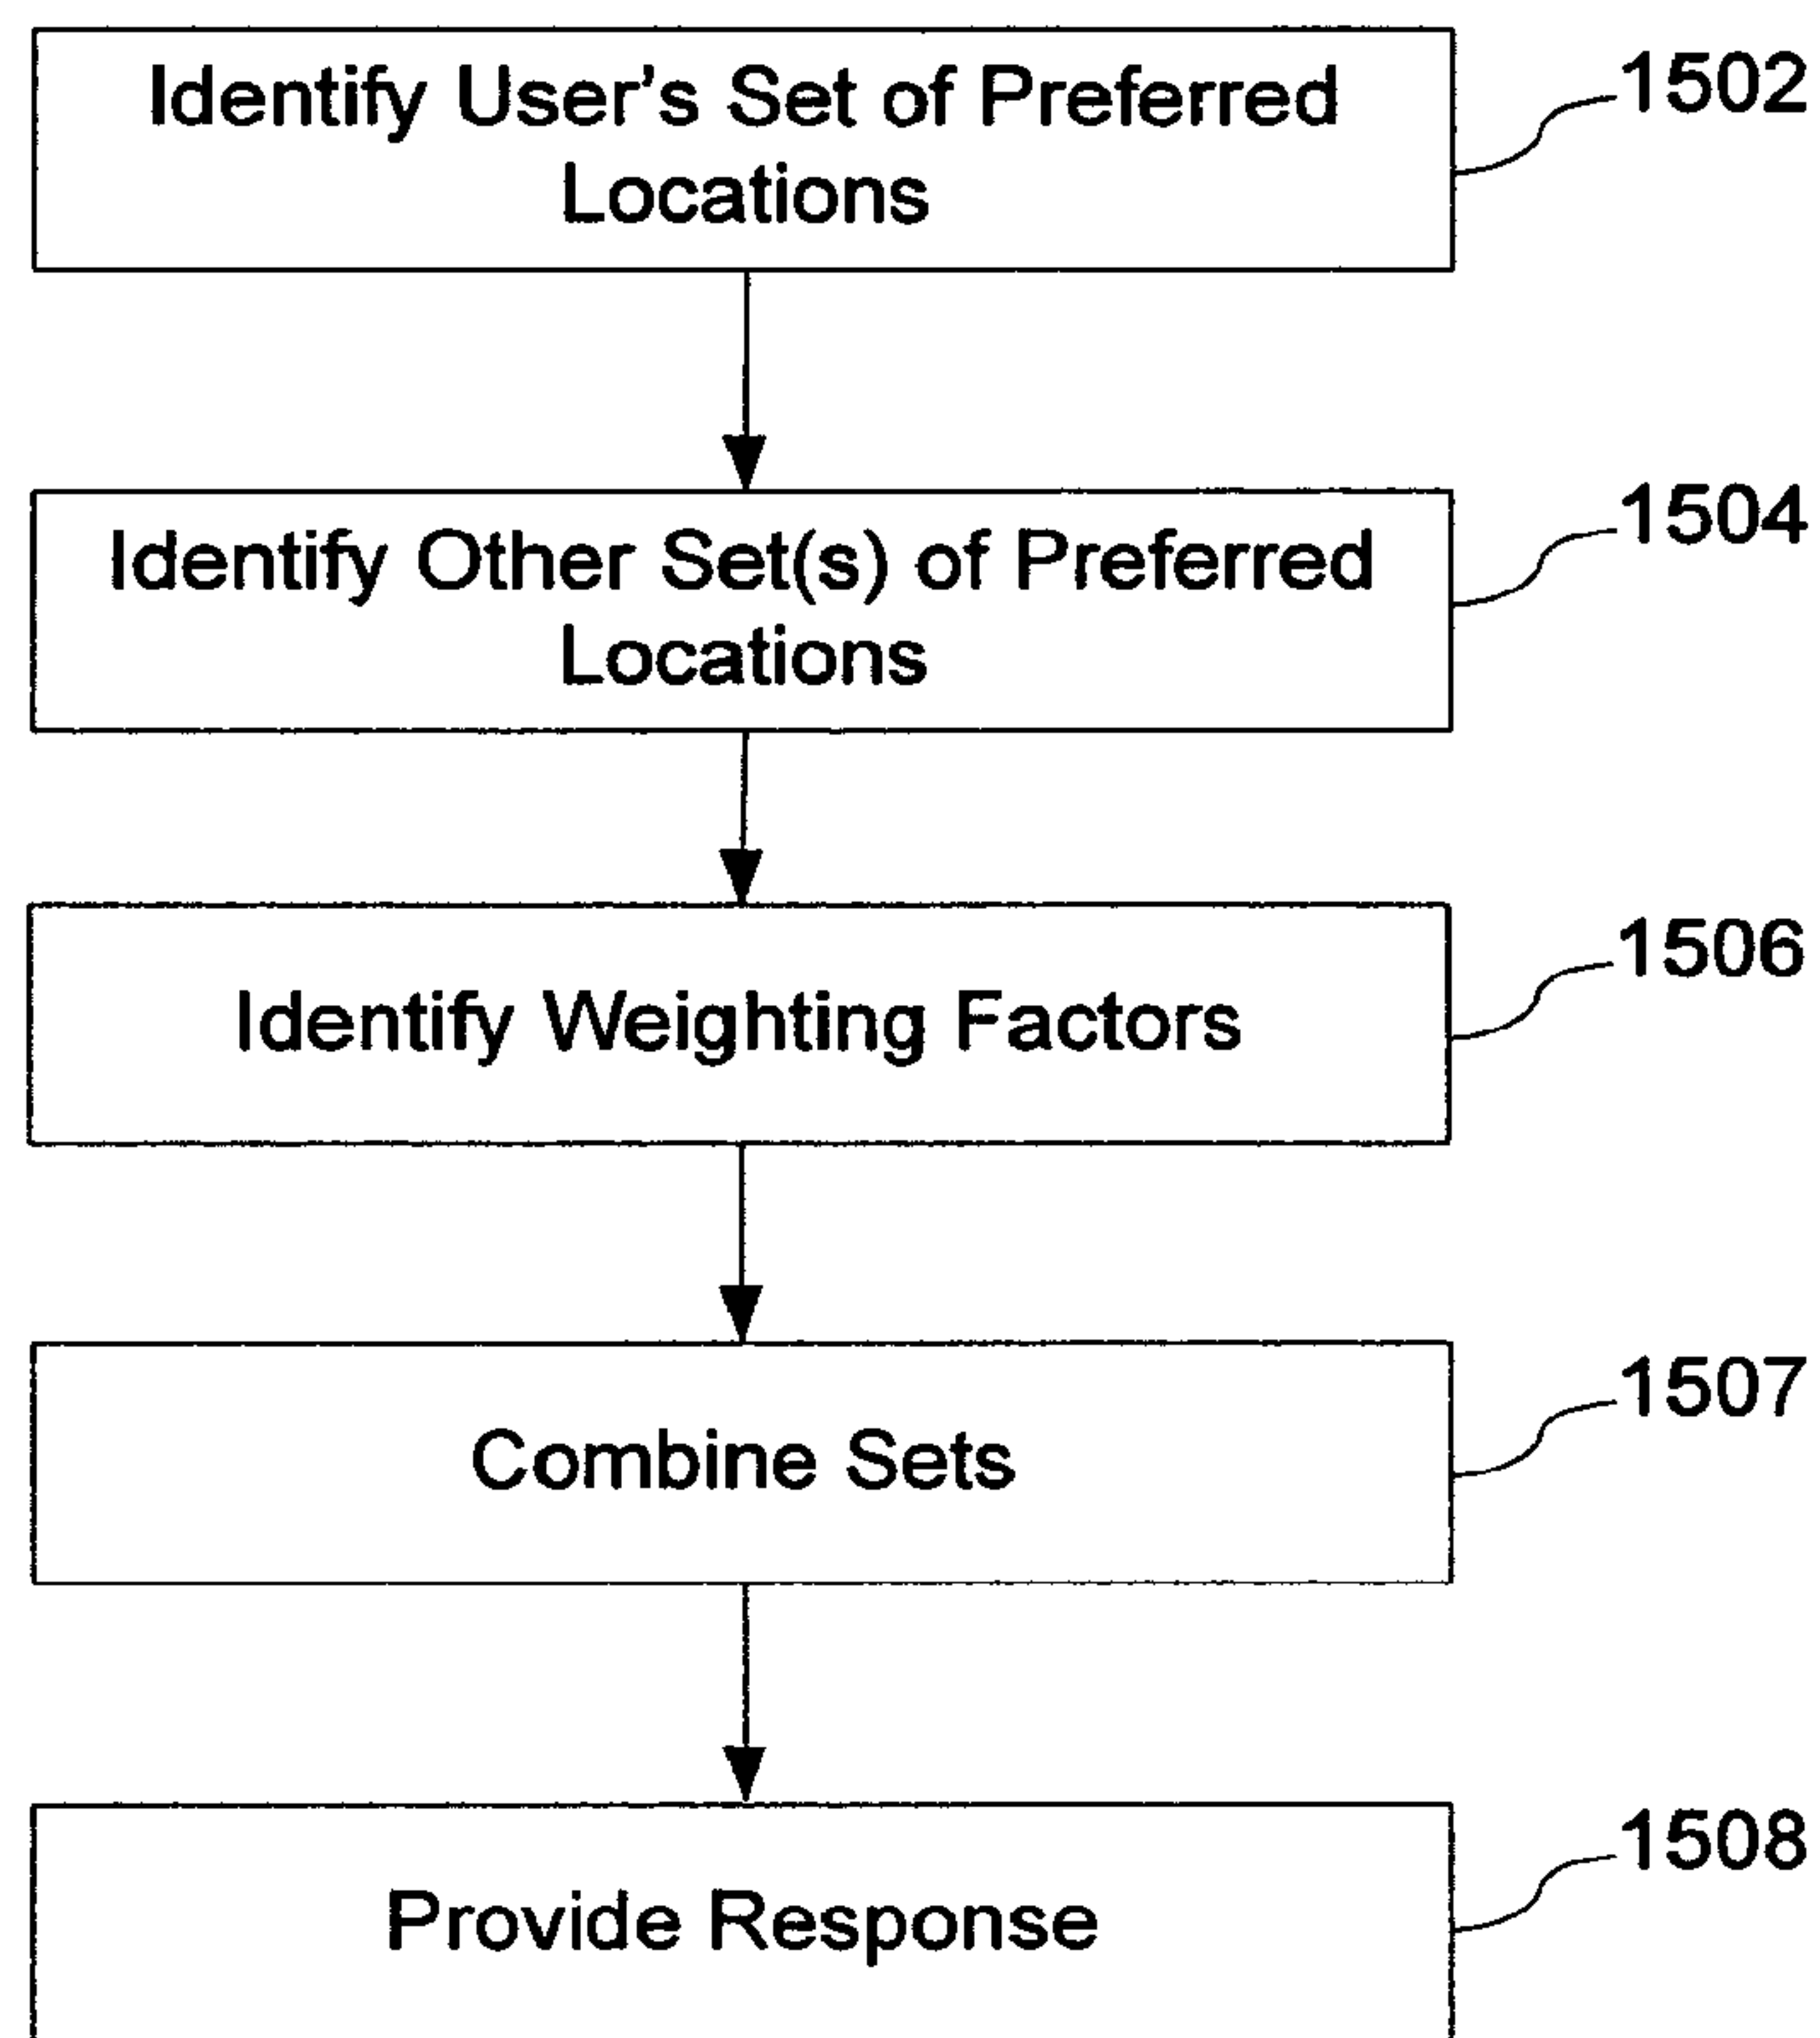 Identify User's Set of Preferred
Locations
1502
Identify Other Set(s) of Preferred
Locations
1504
Identify Weighting Factors
1506
Combine Sets
1507
Provide Response
1508